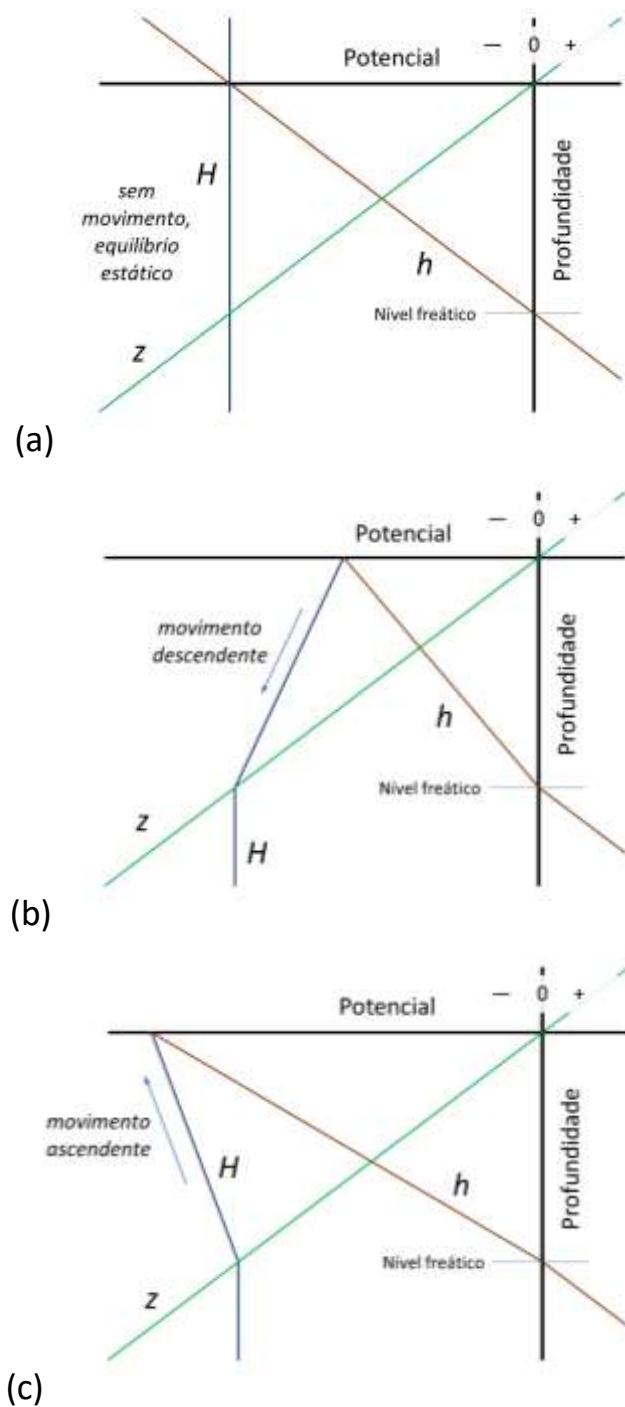 — 0 +
Potencial
H
sem
movimento,
equilíbrio
estático
Profundidade
h
Nível freático
z
(a)
— 0 +
Potencial
movimento
descendente
Profundidade
h
Nível freático
z
H
(b)
— 0 +
Potencial
movimento
ascendente
H
Profundidade
h
Nível freático
z
(c)